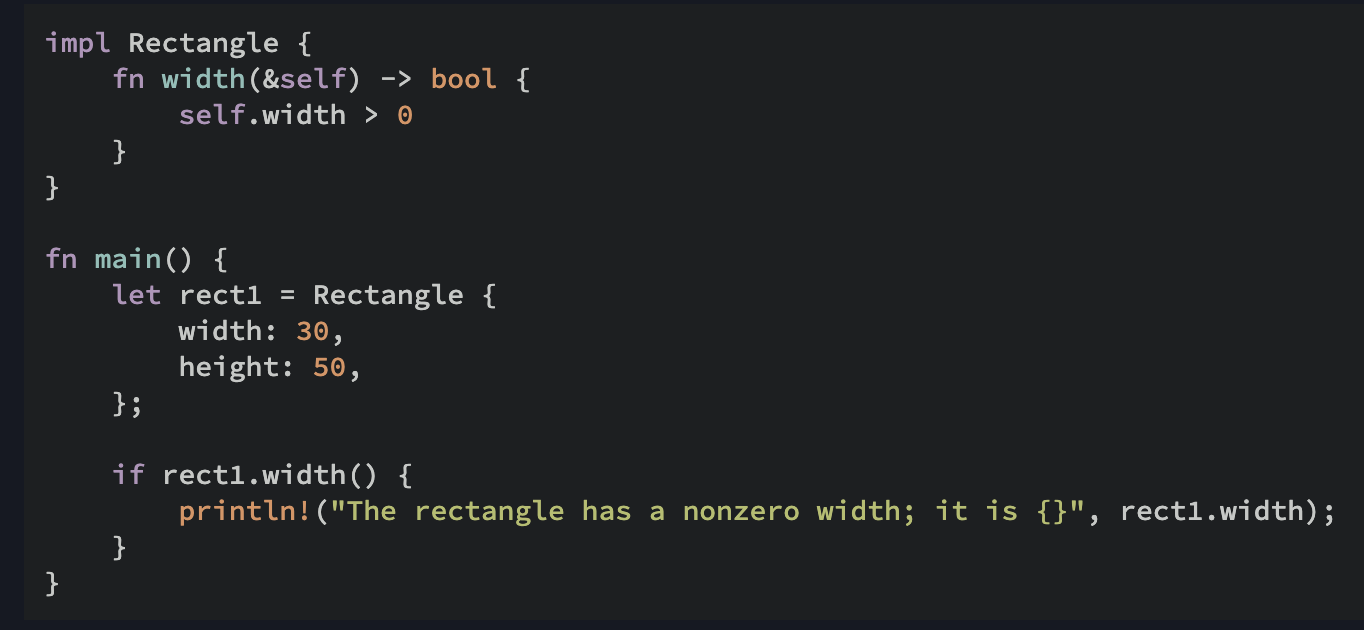 impl Rectangle {
    fn width(&self) -> bool {
        self.width > 0
    }
}

fn main() {
    let rect1 = Rectangle {
        width: 30,
        height: 50,
    };

    if rect1.width() {
        println!("The rectangle has a nonzero width; it is {}", rect1.width);
    }
}